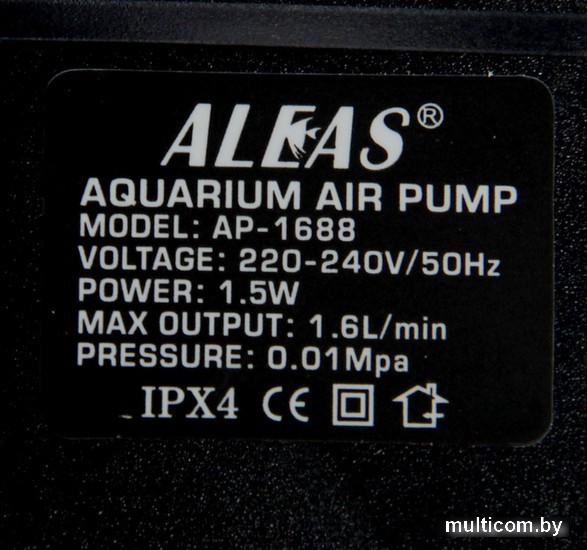 ALEAS®
AQUARIUM AIR PUMP
MODEL: AP-1688
VOLTAGE: 220-240V/50Hz
POWER: 1.5W
MAX OUTPUT: 1.6L/min
PRESSURE: 0.01Mpa
IPX4 CE
multicom.by